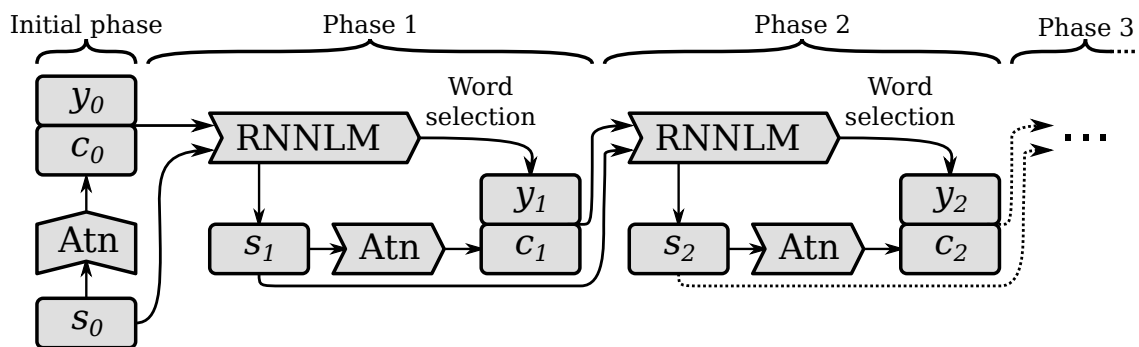 Initial phase
Phase 1
Phase 2
Phase 3
y0
c0
Atn
s0
RNNLM
Word
selection
y1
s1
Atn
c1
RNNLM
Word
selection
y2
s2
Atn
c2
...